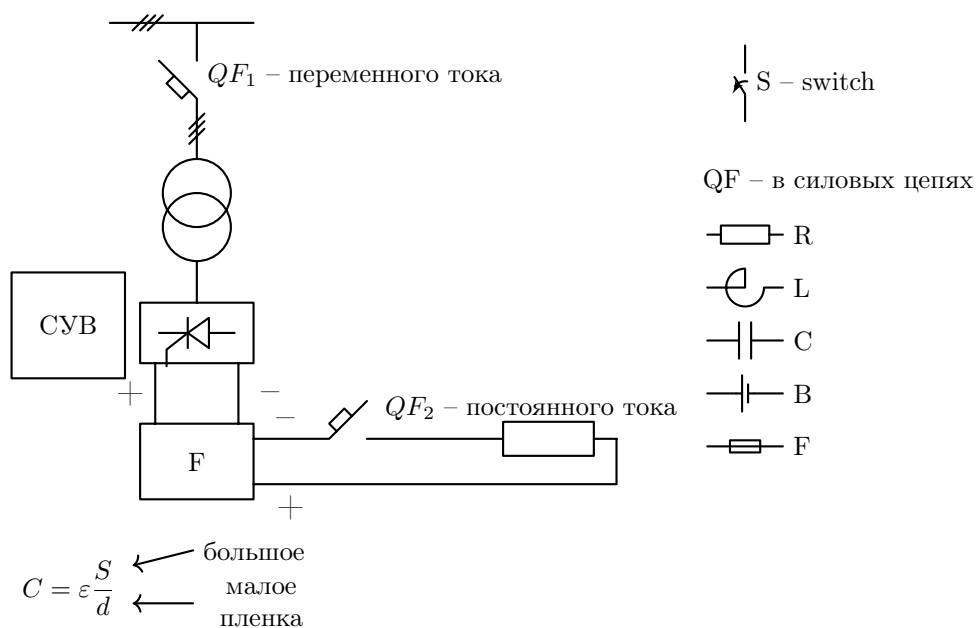 QF₁ – переменного тока
S – switch
QF – в силовых цепях
R
L
СУВ
C
+ −
B
− QF₂ – постоянного тока
F
F
+
C = ε S/d
большое
малое
пленка